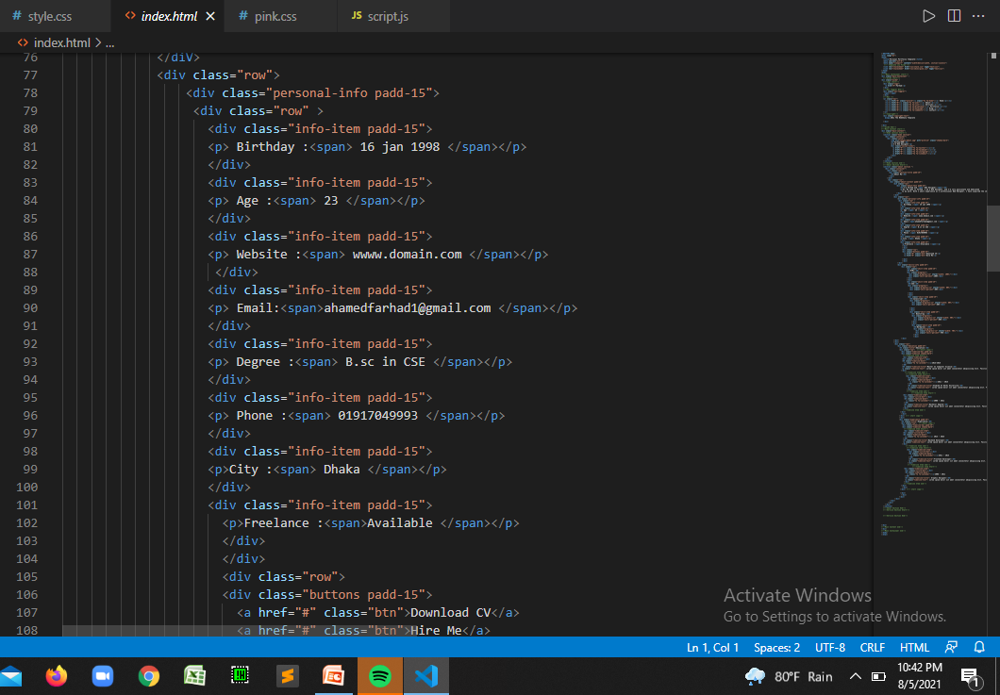 # style.css
<> index.html ×
# pink.css
JS script.js
<> index.html > ...
76 </div>
77 <div class="row">
78 <div class="personal-info padd-15">
79 <div class="row" >
80 <div class="info-item padd-15">
81 <p> Birthday :<span> 16 jan 1998 </span></p>
82 </div>
83 <div class="info-item padd-15">
84 <p> Age :<span> 23 </span></p>
85 </div>
86 <div class="info-item padd-15">
87 <p> Website :<span> wwww.domain.com </span></p>
88 </div>
89 <div class="info-item padd-15">
90 <p> Email:<span>ahamedfarhad1@gmail.com </span></p>
91 </div>
92 <div class="info-item padd-15">
93 <p> Degree :<span> B.sc in CSE </span></p>
94 </div>
95 <div class="info-item padd-15">
96 <p> Phone :<span> 01917049993 </span></p>
97 </div>
98 <div class="info-item padd-15">
99 <p>City :<span> Dhaka </span></p>
100 </div>
101 <div class="info-item padd-15">
102 <p>Freelance :<span>Available </span></p>
103 </div>
104 </div>
105 <div class="row">
106 <div class="buttons padd-15">
107 <a href="#" class="btn">Download CV</a>
108 <a href="#" class="btn">Hire Me</a>
Activate Windows
Go to Settings to activate Windows.
Ln 1, Col 1 Spaces: 2 UTF-8 CRLF HTML
80°F Rain
10:42 PM
8/5/2021
1